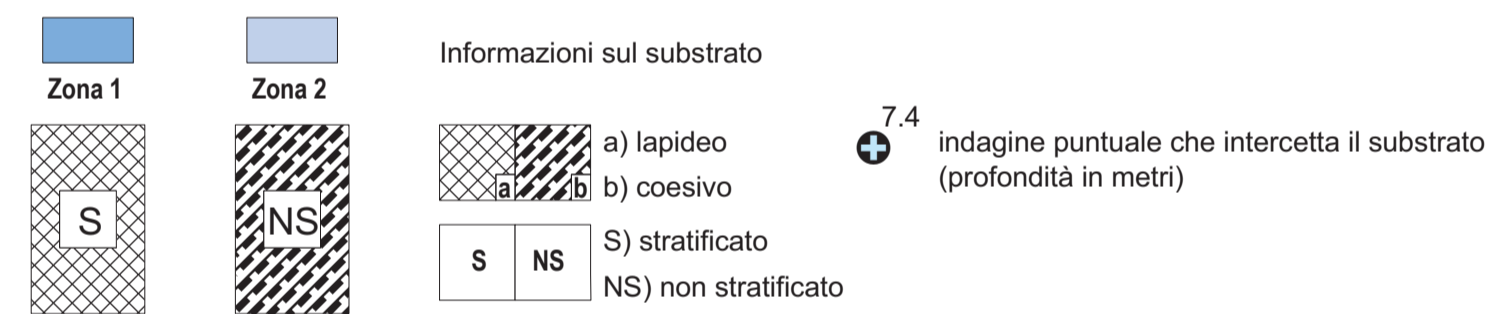 Zona 1
Zona 2
S
NS
Informazioni sul substrato
a
b
a) lapideo
b) coesivo
S
NS
S) stratificato
NS) non stratificato
7.4
indagine puntuale che intercetta il substrato
(profondità in metri)